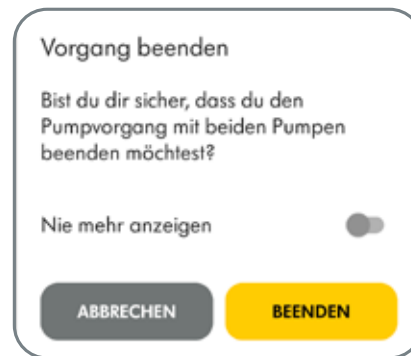 Vorgang beenden
Bist du dir sicher, dass du den
Pumpvorgang mit beiden Pumpen
beenden möchtest?
Nie mehr anzeigen
ABBRECHEN
BEENDEN